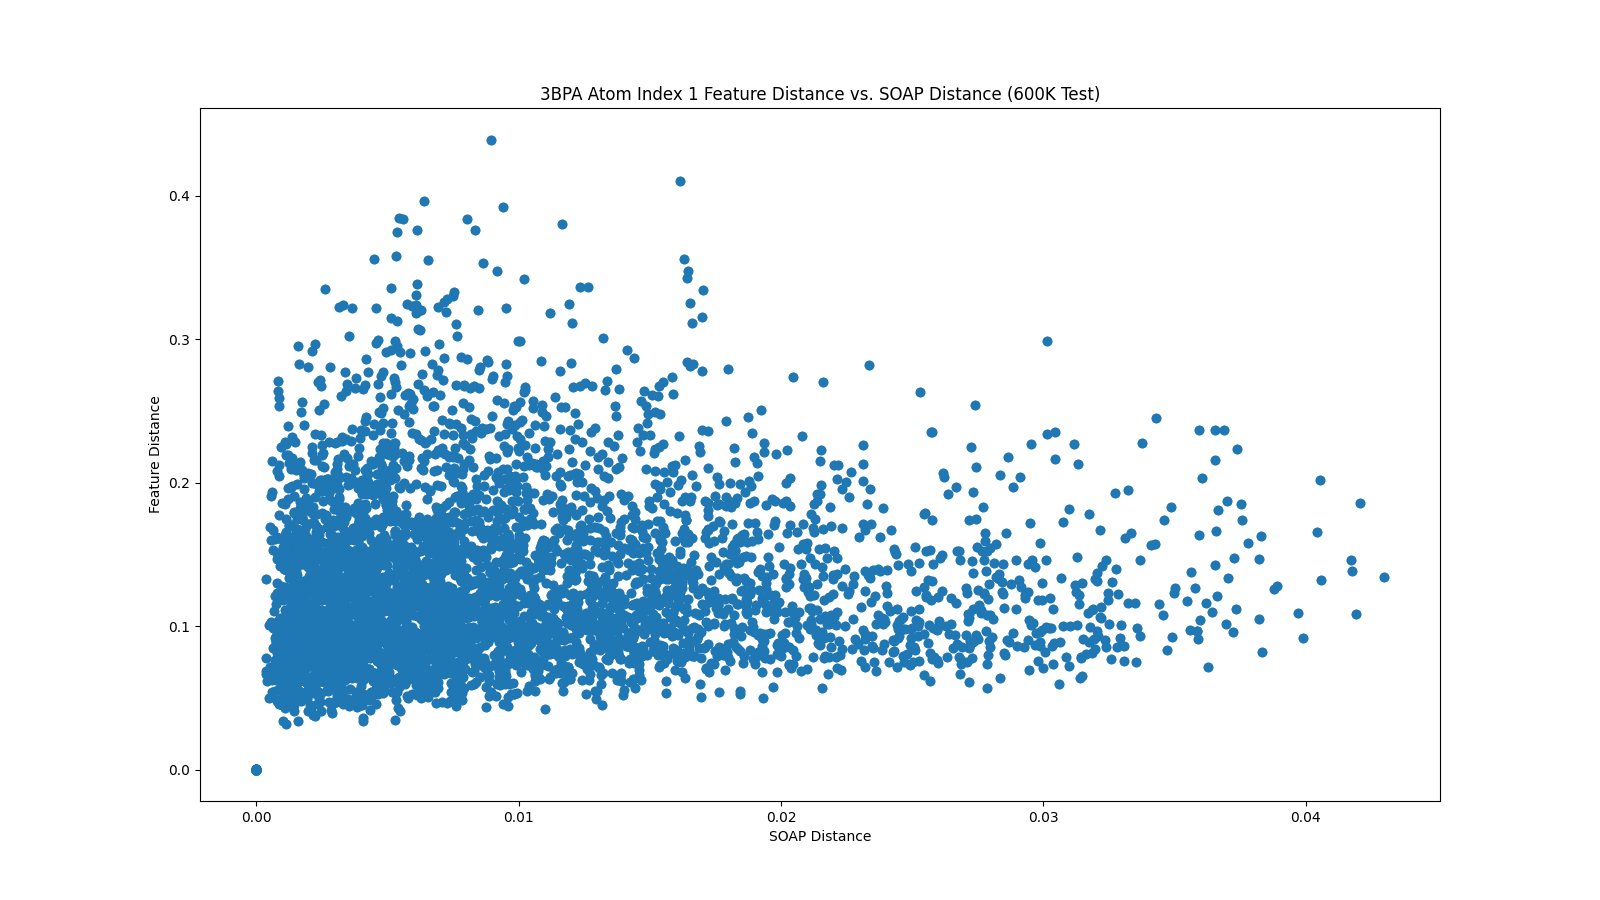 3BPA Atom Index 1 Feature Distance vs. SOAP Distance (600K Test)
0.4
0.3
0.2
0.1
0.0
Feature Distance
0.00 0.01 0.02 0.03 0.04
SOAP Distance